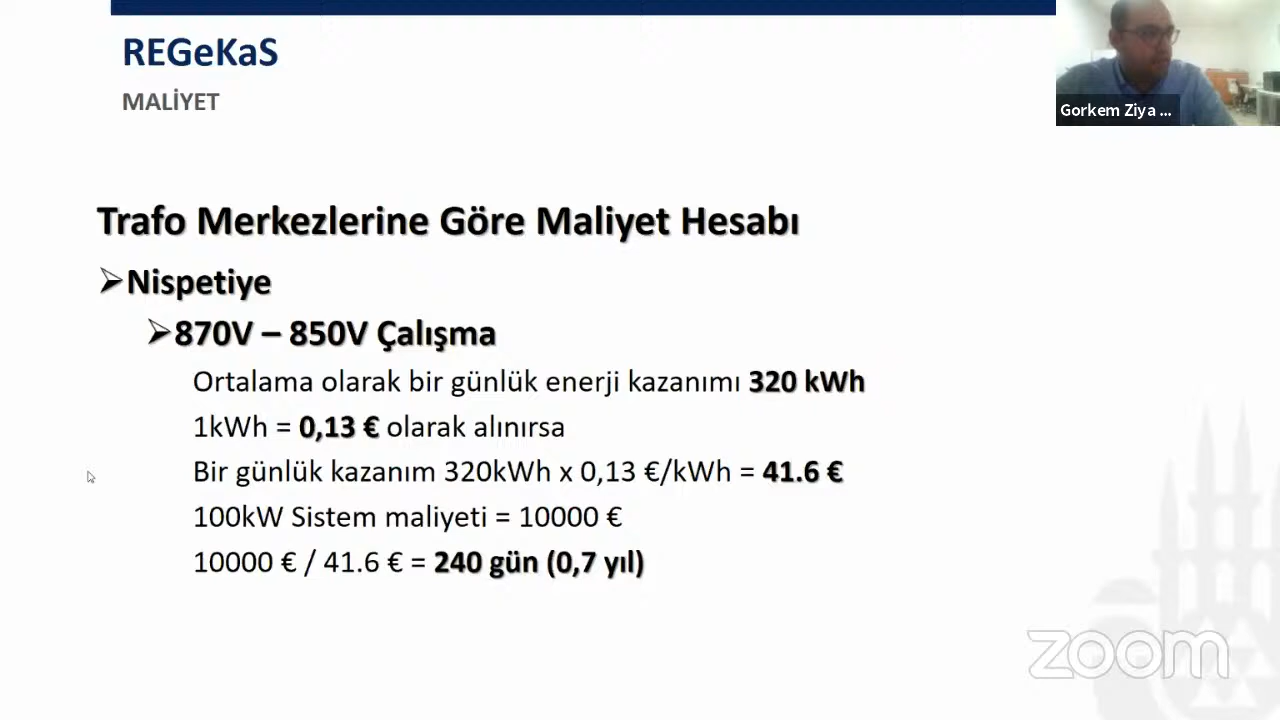 REGeKaS
MALİYET
Gorkem Ziya ...
Trafo Merkezlerine Göre Maliyet Hesabı
Nispetiye
870V – 850V Çalışma
Ortalama olarak bir günlük enerji kazanımı 320 kWh
1kWh = 0,13 € olarak alınırsa
Bir günlük kazanım 320kWh x 0,13 €/kWh = 41.6 €
100kW Sistem maliyeti = 10000 €
10000 € / 41.6 € = 240 gün (0,7 yıl)
zoom